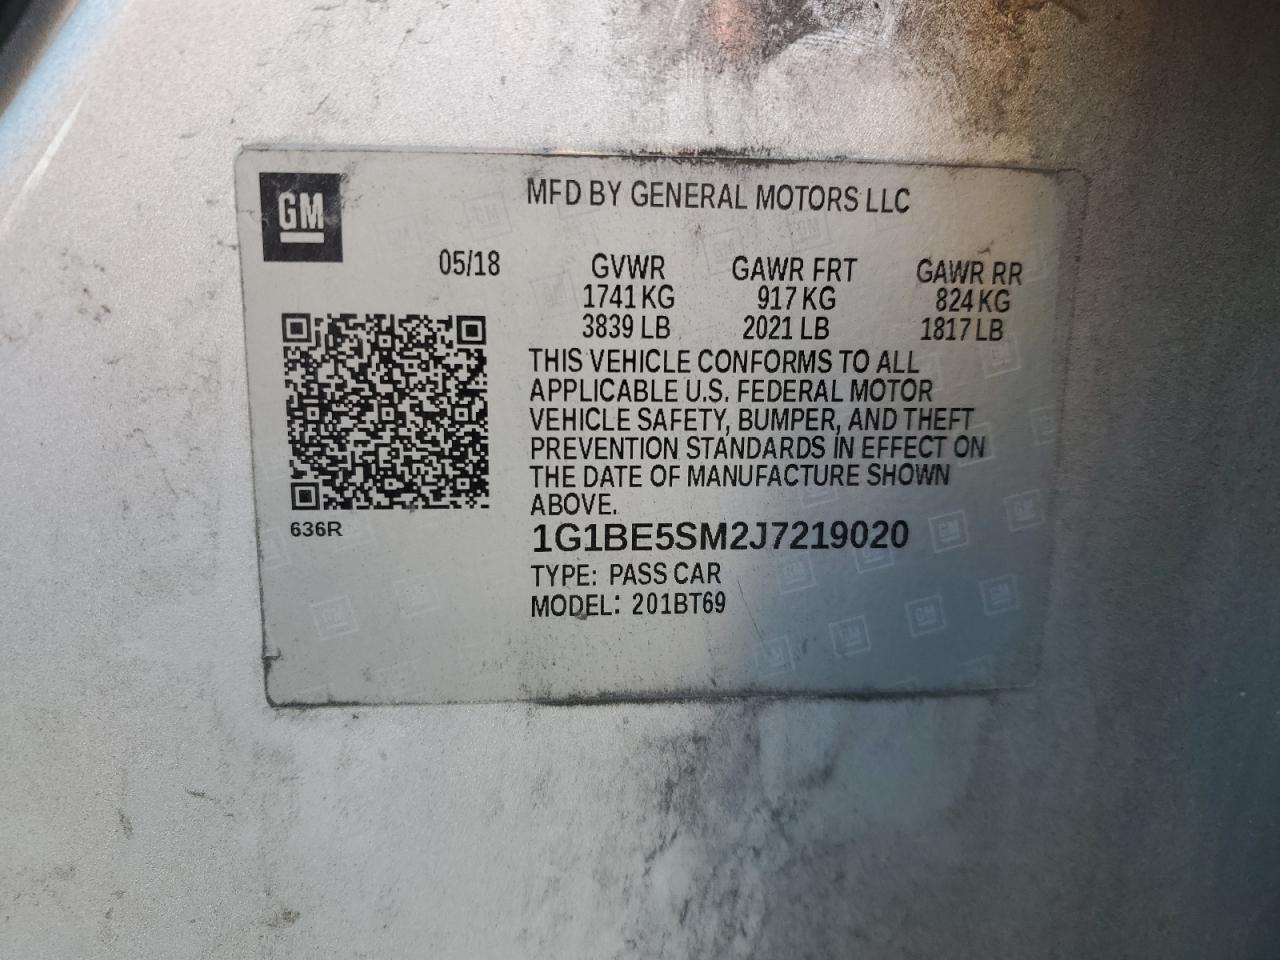 GM
MFD BY GENERAL MOTORS LLC
05/18 GVWR GAWR FRT GAWR RR
1741 KG 917 KG 824 KG
3839 LB 2021 LB 1817 LB
THIS VEHICLE CONFORMS TO ALL
APPLICABLE U.S. FEDERAL MOTOR
VEHICLE SAFETY, BUMPER, AND THEFT
PREVENTION STANDARDS IN EFFECT ON
THE DATE OF MANUFACTURE SHOWN
ABOVE.
636R
1G1BE5SM2J7219020
TYPE: PASS CAR
MODEL: 201BT69